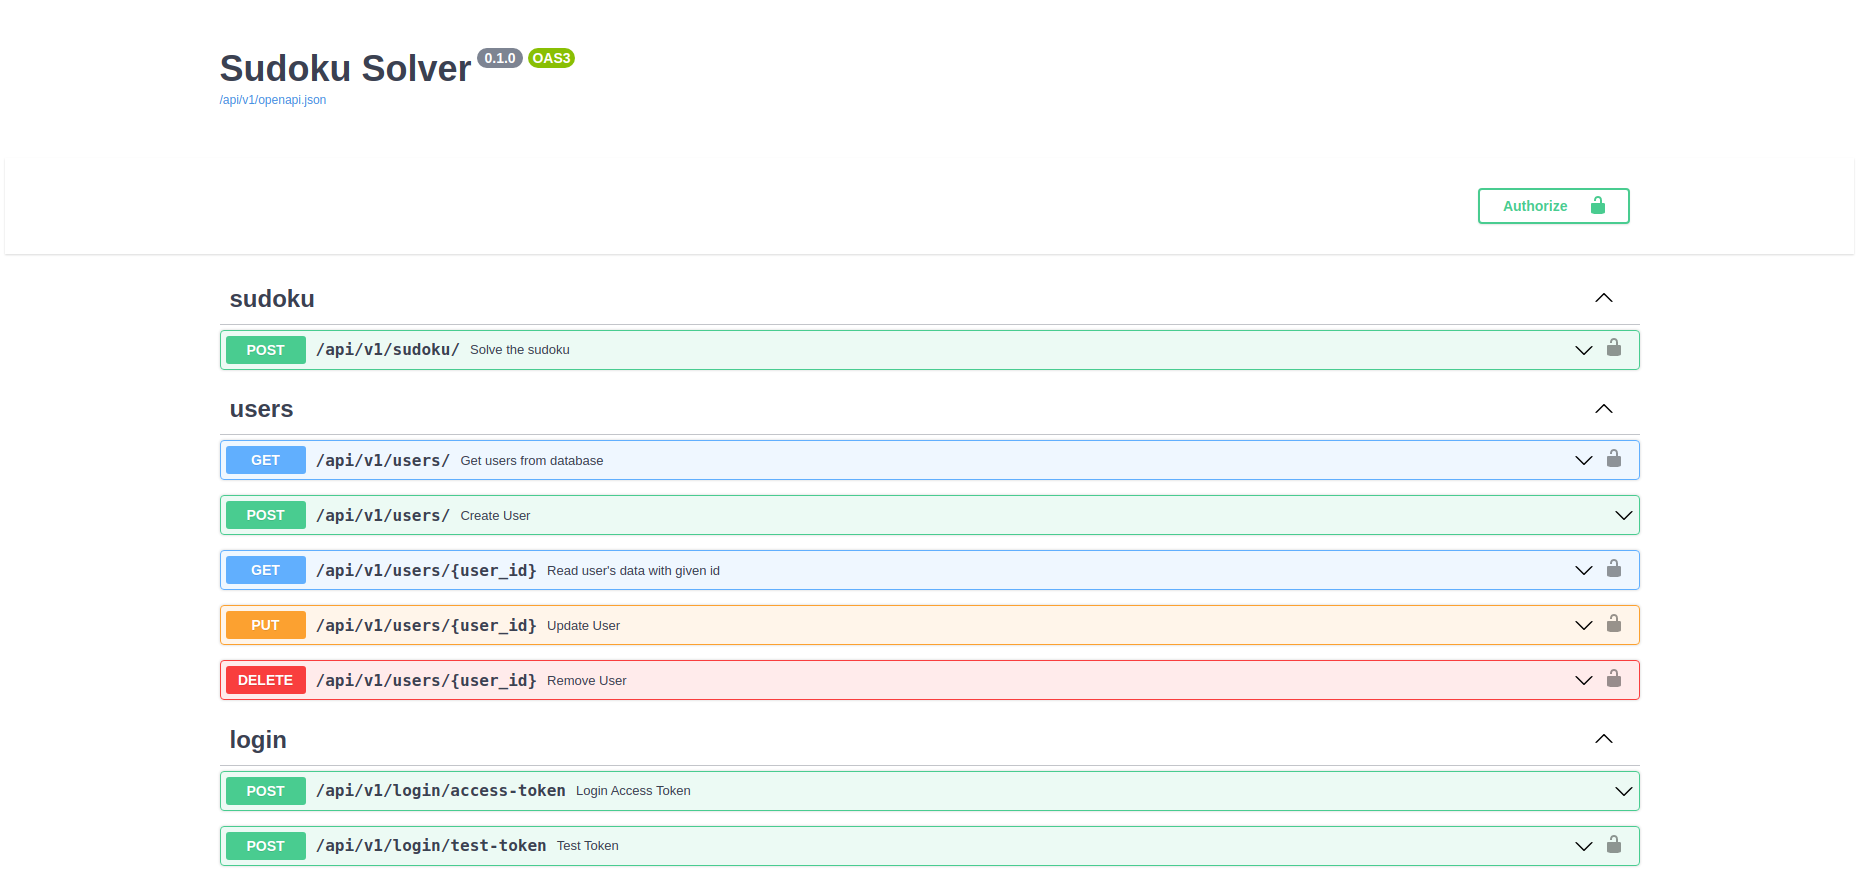 Sudoku Solver 0.1.0 OAS3
/api/v1/openapi.json
Authorize
sudoku
POST /api/v1/sudoku/ Solve the sudoku
users
GET /api/v1/users/ Get users from database
POST /api/v1/users/ Create User
GET /api/v1/users/{user_id} Read user's data with given id
PUT /api/v1/users/{user_id} Update User
DELETE /api/v1/users/{user_id} Remove User
login
POST /api/v1/login/access-token Login Access Token
POST /api/v1/login/test-token Test Token